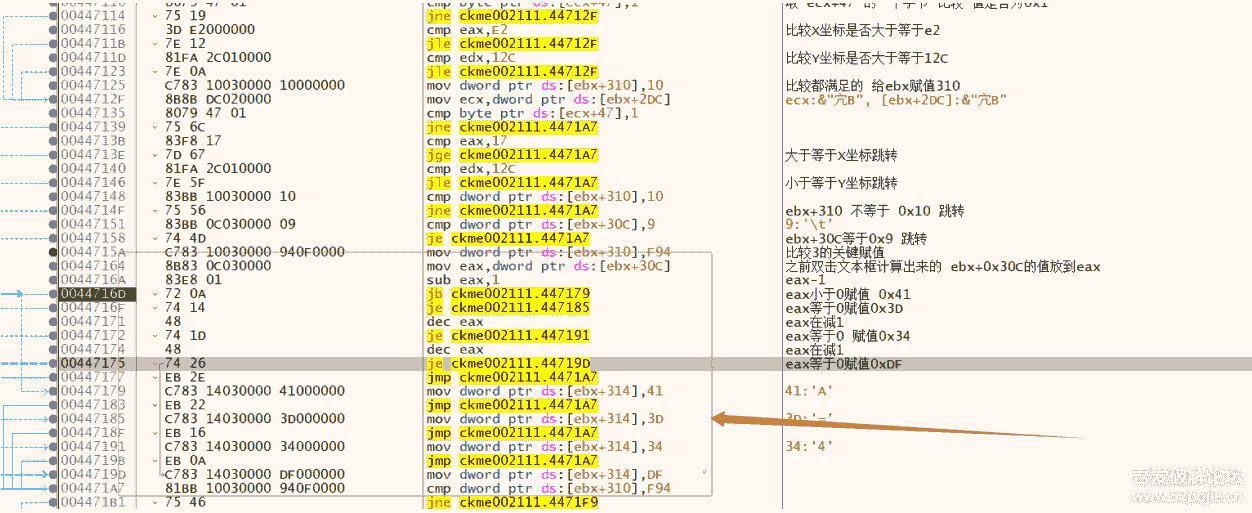 00447114 75 19 jne ckme002111.44712F
00447116 3D E2000000 cmp eax,E2 比较X坐标是否大于等于e2
0044711B 7E 12 jle ckme002111.44712F
0044711D 81FA 2C010000 cmp edx,12C 比较Y坐标是否大于等于12C
00447123 7E 0A jle ckme002111.44712F
00447125 C783 10030000 10000000 mov dword ptr ds:[ebx+310],10 比较都满足的 给ebx赋值310
0044712F 8B8B DC020000 mov ecx,dword ptr ds:[ebx+2DC] ecx:&"穴B", [ebx+2DC]:&"穴B"
00447135 8079 47 01 cmp byte ptr ds:[ecx+47],1
00447139 75 6C jne ckme002111.4471A7
0044713B 83F8 17 cmp eax,17
0044713E 7D 67 jge ckme002111.4471A7 大于等于X坐标跳转
00447140 81FA 2C010000 cmp edx,12C
00447146 7E 5F jle ckme002111.4471A7 小于等于Y坐标跳转
00447148 83BB 10030000 10 cmp dword ptr ds:[ebx+310],10
0044714F 75 56 jne ckme002111.4471A7 ebx+310 不等于 0x10 跳转
00447151 83BB 0C030000 09 cmp dword ptr ds:[ebx+30C],9 9:'\t'
00447158 74 4D je ckme002111.4471A7 ebx+30C等于0x9 跳转
0044715A C783 10030000 940F0000 mov dword ptr ds:[ebx+310],F94 比较3的关键赋值
00447164 8B83 0C030000 mov eax,dword ptr ds:[ebx+30C] 之前双击文本框计算出来的 ebx+0x30C的值放到eax
0044716A 83E8 01 sub eax,1 eax-1
0044716D 72 0A jb ckme002111.447179 eax小于0赋值 0x41
0044716F 74 14 je ckme002111.447185 eax等于0赋值0x3D
00447171 48 dec eax eax在减1
00447172 74 1D je ckme002111.447191 eax等于0 赋值0x34
00447174 48 dec eax eax在减1
00447175 74 26 je ckme002111.44719D eax等于0赋值0xDF
00447177 EB 2E jmp ckme002111.4471A7
00447179 C783 14030000 41000000 mov dword ptr ds:[ebx+314],41 41:'A'
00447183 EB 22 jmp ckme002111.4471A7
00447185 C783 14030000 3D000000 mov dword ptr ds:[ebx+314],3D 3D:'='
0044718F EB 16 jmp ckme002111.4471A7
00447191 C783 14030000 34000000 mov dword ptr ds:[ebx+314],34 34:'4'
0044719B EB 0A jmp ckme002111.4471A7
0044719D C783 14030000 DF000000 mov dword ptr ds:[ebx+314],DF
004471A7 81BB 10030000 940F0000 cmp dword ptr ds:[ebx+310],F94
004471B1 75 46 jne ckme002111.4471F9
吾爱破解论坛
www.52pojie.cn